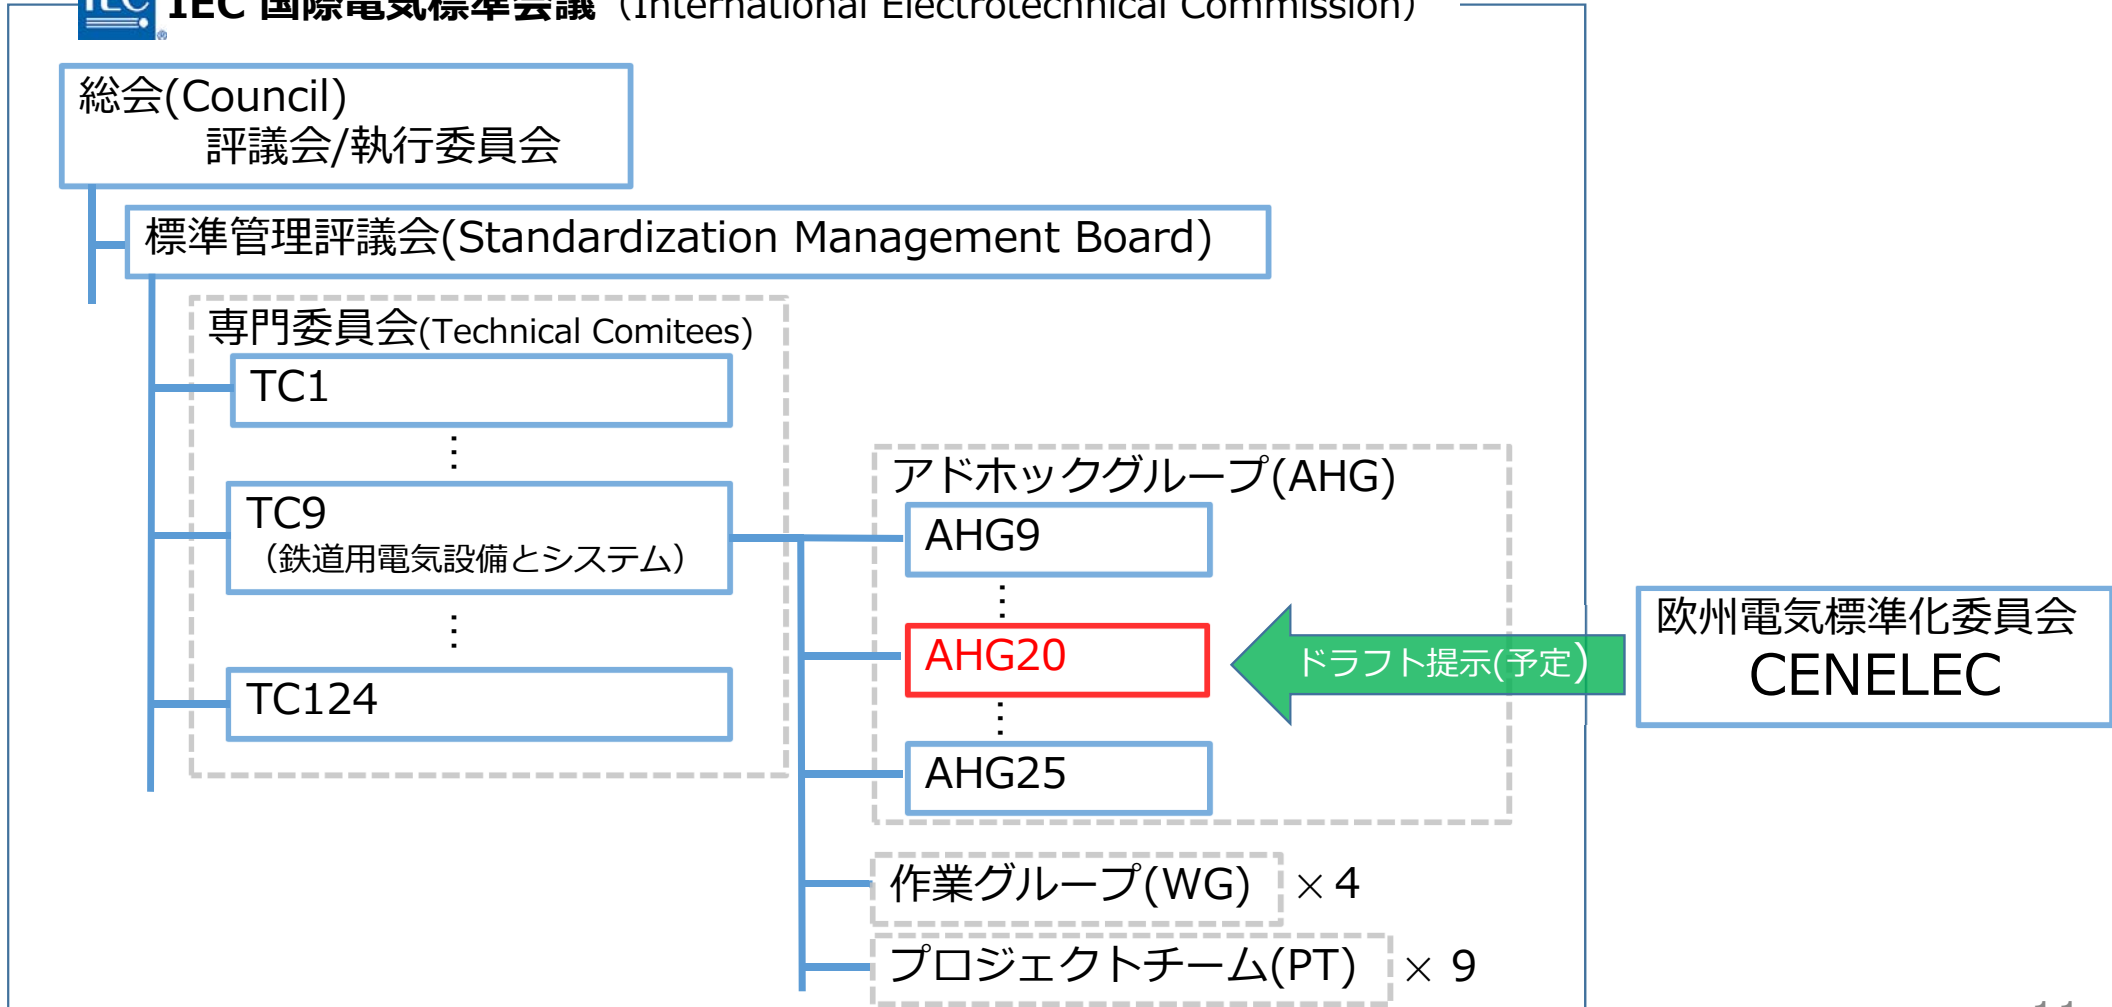 IEC 国際電気標準会議（International Electrotechnical Commission）
総会(Council)
評議会/執行委員会
標準管理評議会(Standardization Management Board)
専門委員会(Technical Comitees)
TC1
⋮
TC9
（鉄道用電気設備とシステム）
⋮
TC124
アドホックグループ(AHG)
AHG9
⋮
AHG20
⋮
AHG25
ドラフト提示(予定)
欧州電気標準化委員会
CENELEC
作業グループ(WG) ×4
プロジェクトチーム(PT) × 9